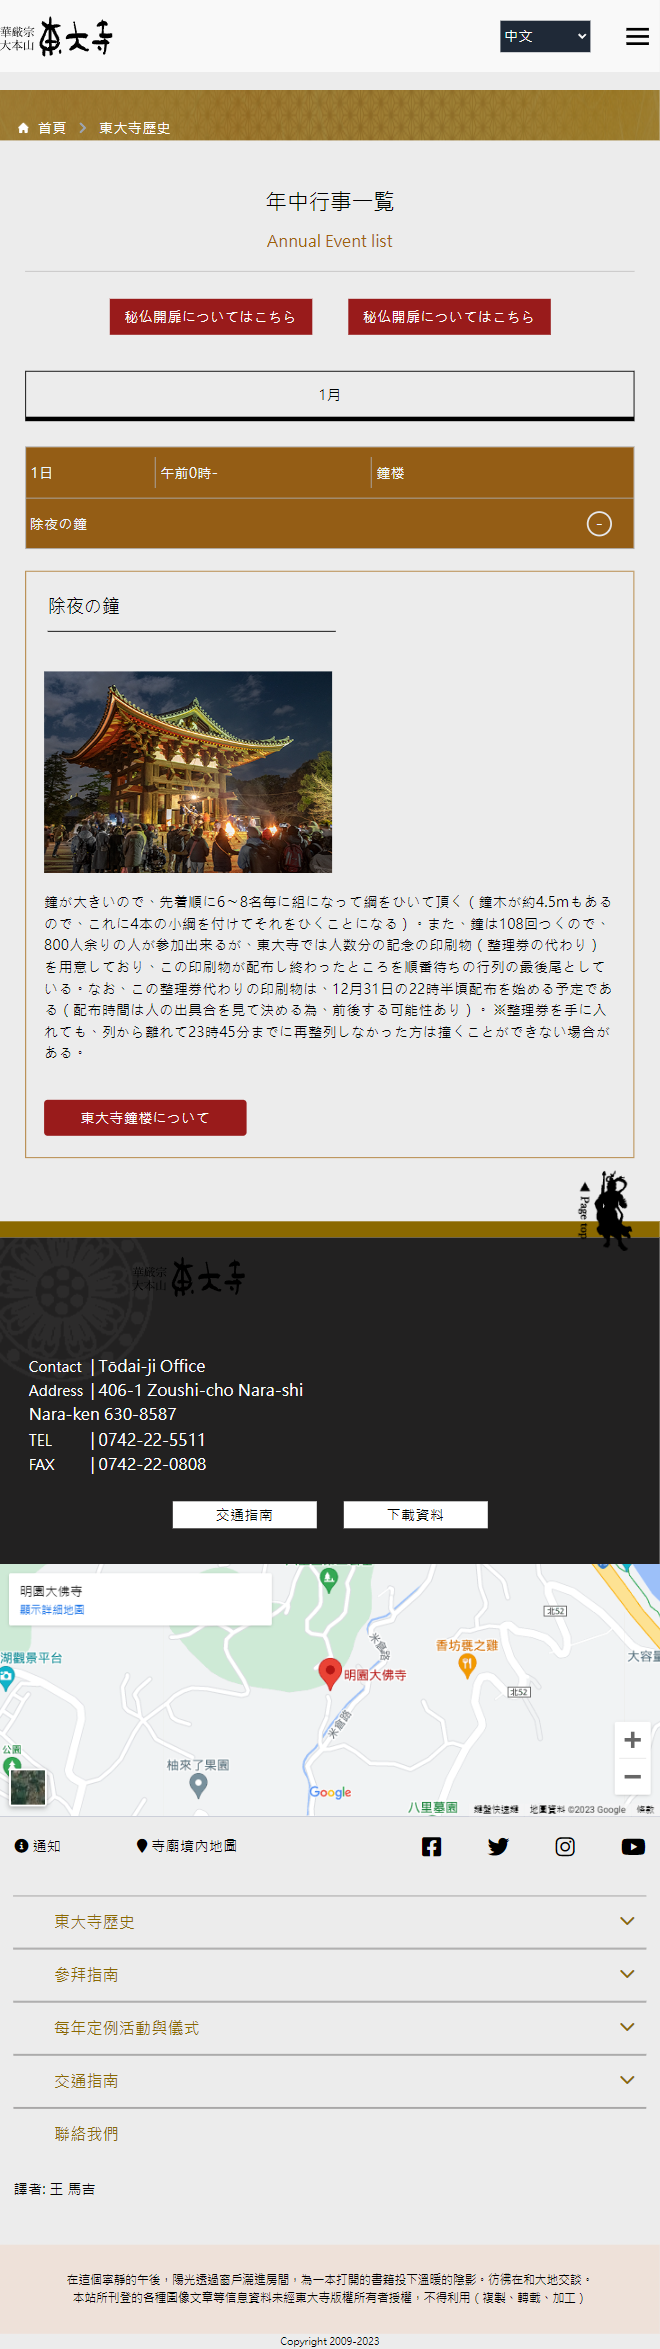 華嚴宗
大本山 東大寺
中文
首頁 東大寺歷史
年中行事一覧
Annual Event list
秘仏開扉についてはこちら 秘仏開扉についてはこちら
1月
1日 午前0時- 鐘楼
除夜の鐘 -
除夜の鐘
鐘が大きいので、先着順に6～8名毎に組になって綱をひいて頂く（鐘木が約4.5mもある
ので、これに4本の小綱を付けてそれをひくことになる）。また、鐘は108回つくので、
800人余りの人が参加出来るが、東大寺では人数分の記念の印刷物（整理券の代わり）
を用意しており、この印刷物が配布し終わったところを順番待ちの行列の最後尾として
いる。なお、この整理券代わりの印刷物は、12月31日の22時半頃配布を始める予定であ
る（配布時間は人の出具合を見て決める為、前後する可能性あり）。※整理券を手に入
れても、列から離れて23時45分までに再整列しなかった方は撞くことができない場合が
ある。
東大寺鐘楼について
▲ Page top
華嚴宗
大本山 東大寺
Contact | Tōdai-ji Office
Address | 406-1 Zoushi-cho Nara-shi
Nara-ken 630-8587
TEL | 0742-22-5511
FAX | 0742-22-0808
交通指南 下載資料
明園大佛寺
顯示詳細地圖
北52
米倉路
香坊甕之雞
湖觀景平台
大容量
明園大佛寺
北52
米倉路
公園
柚來了果園
Google
八里墓園 鍵盤快速鍵 地圖資料 ©2023 Google 條款
通知 寺廟境內地圖
東大寺歷史
參拜指南
每年定例活動與儀式
交通指南
聯絡我們
譯者: 王 馬吉
在這個寧靜的午後，陽光透過窗戶灑進房間，為一本打開的書籍投下溫暖的陰影。彷彿在和大地交談。
本站所刊登的各種圖像文章等信息資料未經東大寺版權所有者授權，不得利用（複製、轉載、加工）
Copyright 2009-2023